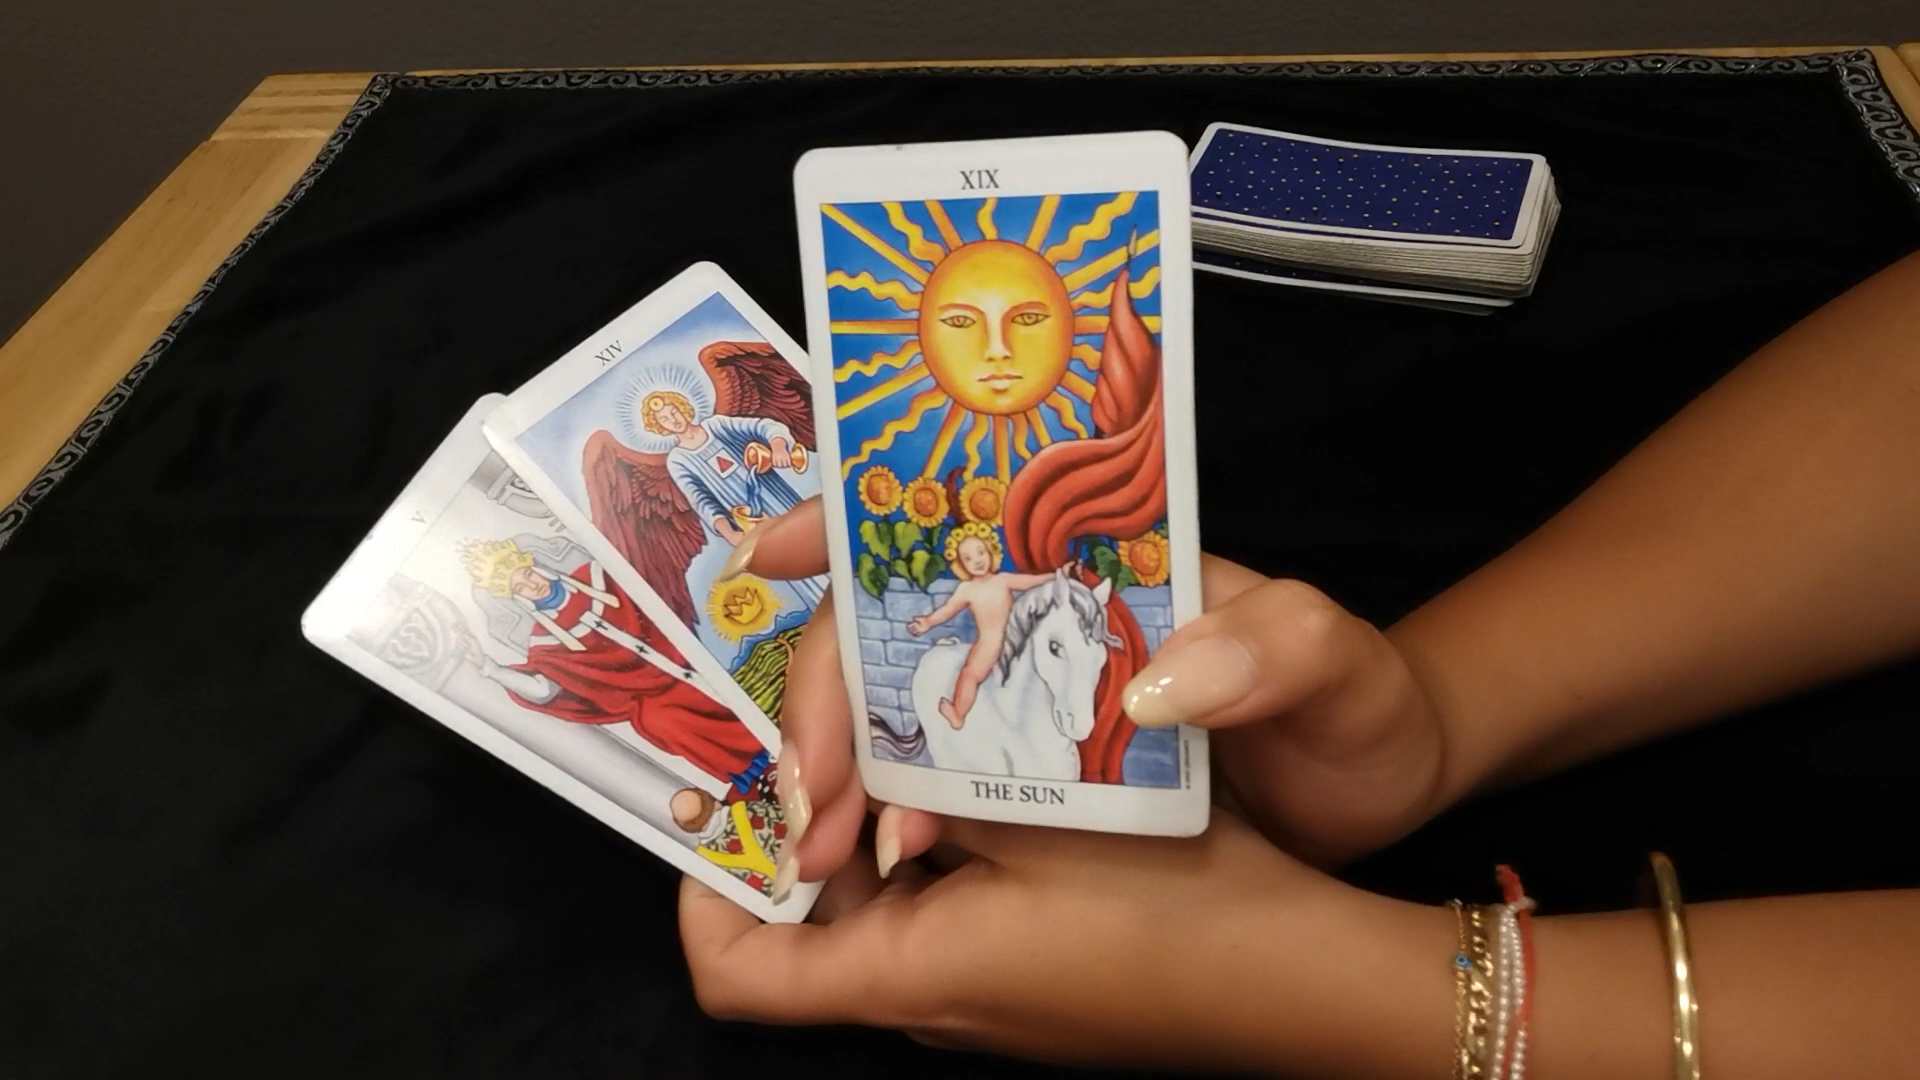 XIX
THE SUN
XIV
V